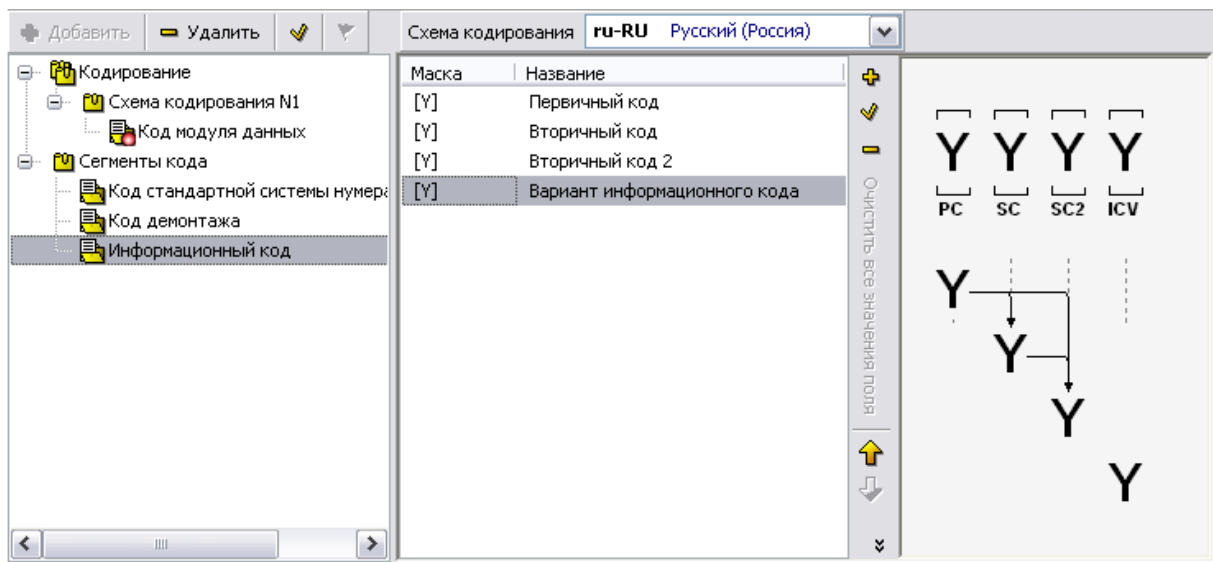 Добавить Удалить Схема кодирования ru-RU Русский (Россия)
Кодирование
Схема кодирования N1
Код модуля данных
Сегменты кода
Код стандартной системы нумера
Код демонтажа
Информационный код
Маска Название
[Y] Первичный код
[Y] Вторичный код
[Y] Вторичный код 2
[Y] Вариант информационного кода
Очистить все значения поля
Y Y Y Y
PC SC SC2 ICV
Y
Y
Y
Y